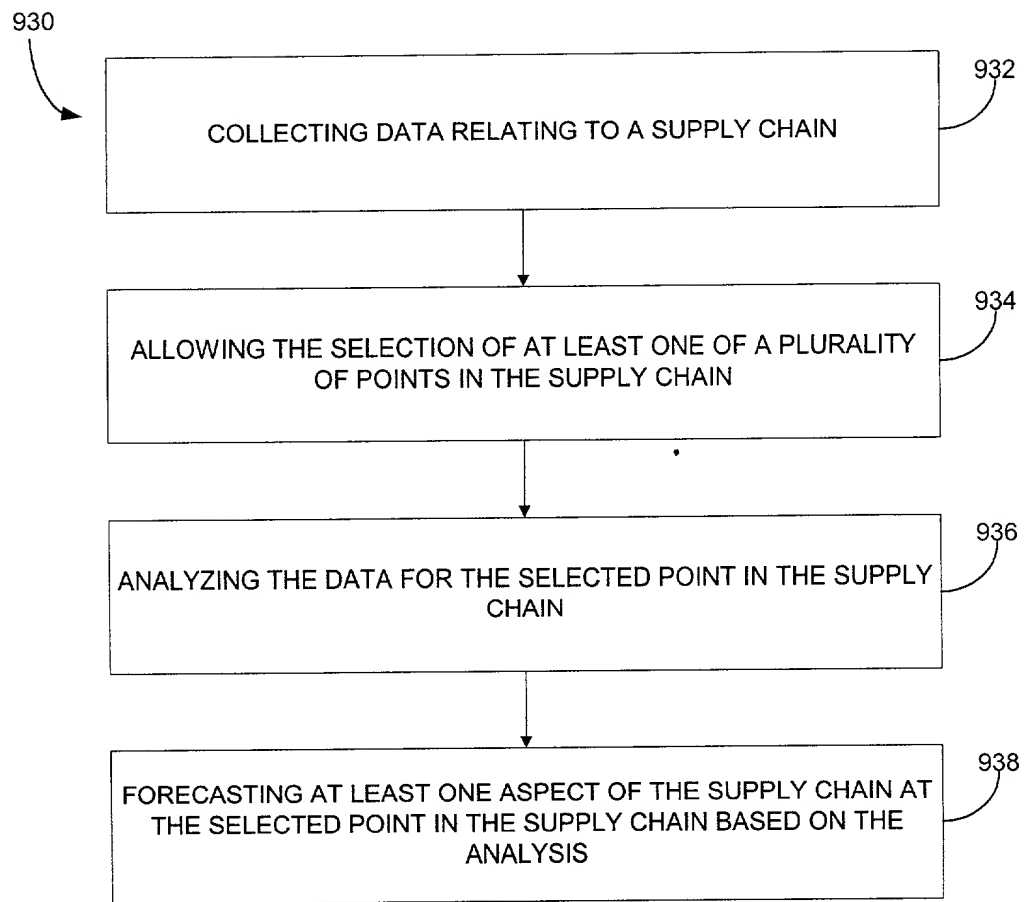 930
932
COLLECTING DATA RELATING TO A SUPPLY CHAIN
934
ALLOWING THE SELECTION OF AT LEAST ONE OF A PLURALITY
OF POINTS IN THE SUPPLY CHAIN
936
ANALYZING THE DATA FOR THE SELECTED POINT IN THE SUPPLY
CHAIN
938
FORECASTING AT LEAST ONE ASPECT OF THE SUPPLY CHAIN AT
THE SELECTED POINT IN THE SUPPLY CHAIN BASED ON THE
ANALYSIS